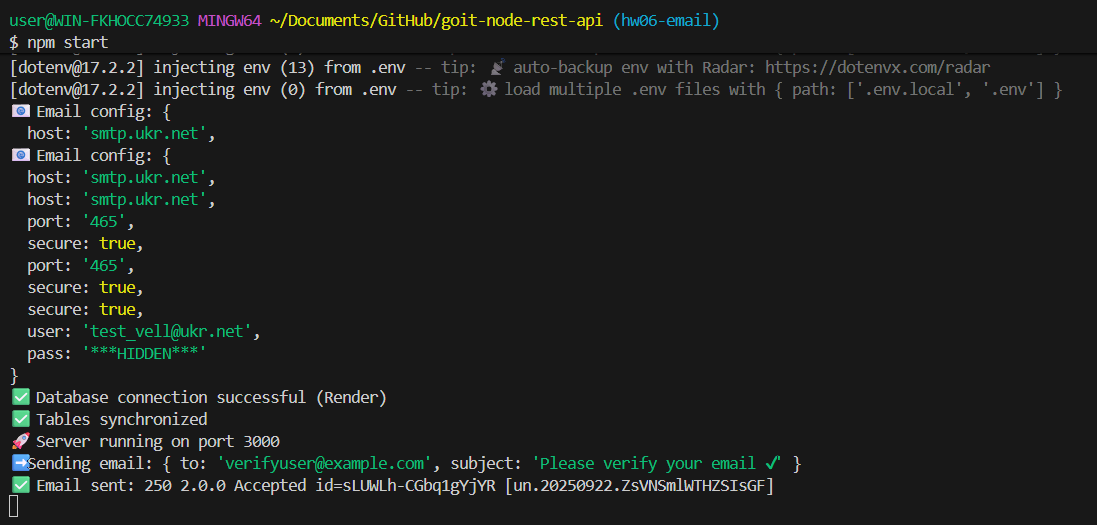 user@WIN-FKHOCC74933 MINGW64 ~/Documents/GitHub/goit-node-rest-api (hw06-email)
$ npm start
[dotenv@17.2.2] injecting env (13) from .env -- tip: 📡 auto-backup env with Radar: https://dotenvx.com/radar
[dotenv@17.2.2] injecting env (0) from .env -- tip: ⚙️ load multiple .env files with { path: ['.env.local', '.env'] }
📧 Email config: {
  host: 'smtp.ukr.net',
📧 Email config: {
  host: 'smtp.ukr.net',
  host: 'smtp.ukr.net',
  port: '465',
  secure: true,
  port: '465',
  secure: true,
  secure: true,
  user: 'test_vell@ukr.net',
  pass: '***HIDDEN***'
}
✅ Database connection successful (Render)
✅ Tables synchronized
🚀 Server running on port 3000
➡️Sending email: { to: 'verifyuser@example.com', subject: 'Please verify your email ✔' }
✅ Email sent: 250 2.0.0 Accepted id=sLUWLh-CGbq1gYjYR [un.20250922.ZsVNSmlWTHZSIsGF]